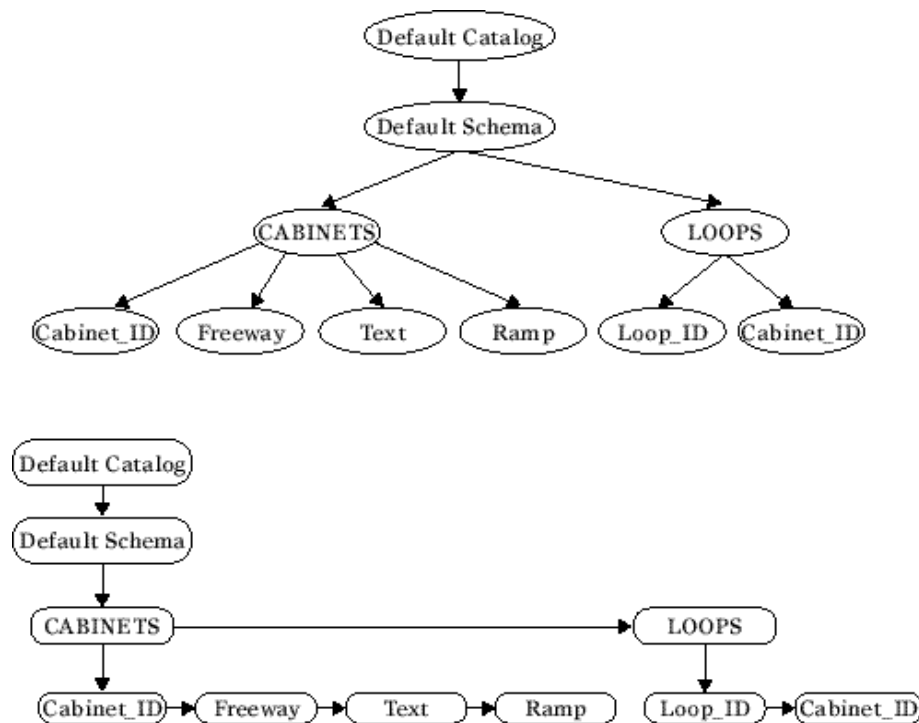 Default Catalog
Default Schema
CABINETS
LOOPS
Cabinet_ID
Freeway
Text
Ramp
Loop_ID
Cabinet_ID
Default Catalog
Default Schema
CABINETS
LOOPS
Cabinet_ID
Freeway
Text
Ramp
Loop_ID
Cabinet_ID